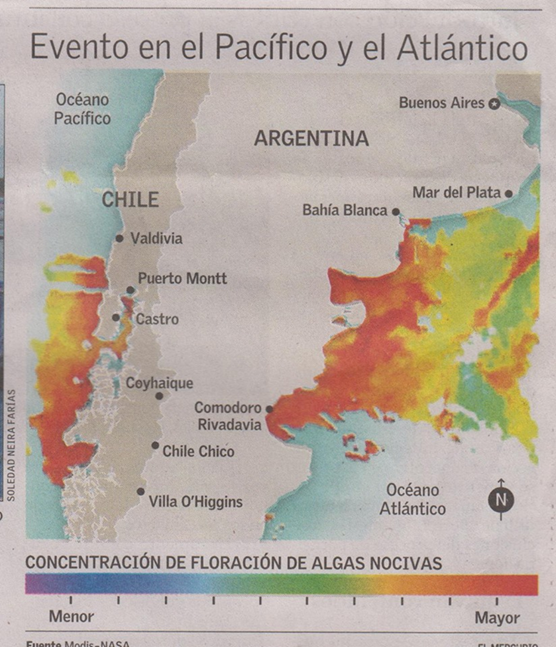 Evento en el Pacífico y el Atlántico
Océano
Pacífico
Buenos Aires
ARGENTINA
CHILE
Mar del Plata
Bahía Blanca
Valdivia
Puerto Montt
Castro
Coyhaique
Comodoro
Rivadavia
Chile Chico
Villa O'Higgins
Océano
Atlántico
N
SOLEDAD NEIRA FARÍAS
CONCENTRACIÓN DE FLORACIÓN DE ALGAS NOCIVAS
Menor
Mayor
Fuente Modis-NASA
EL MERCURIO